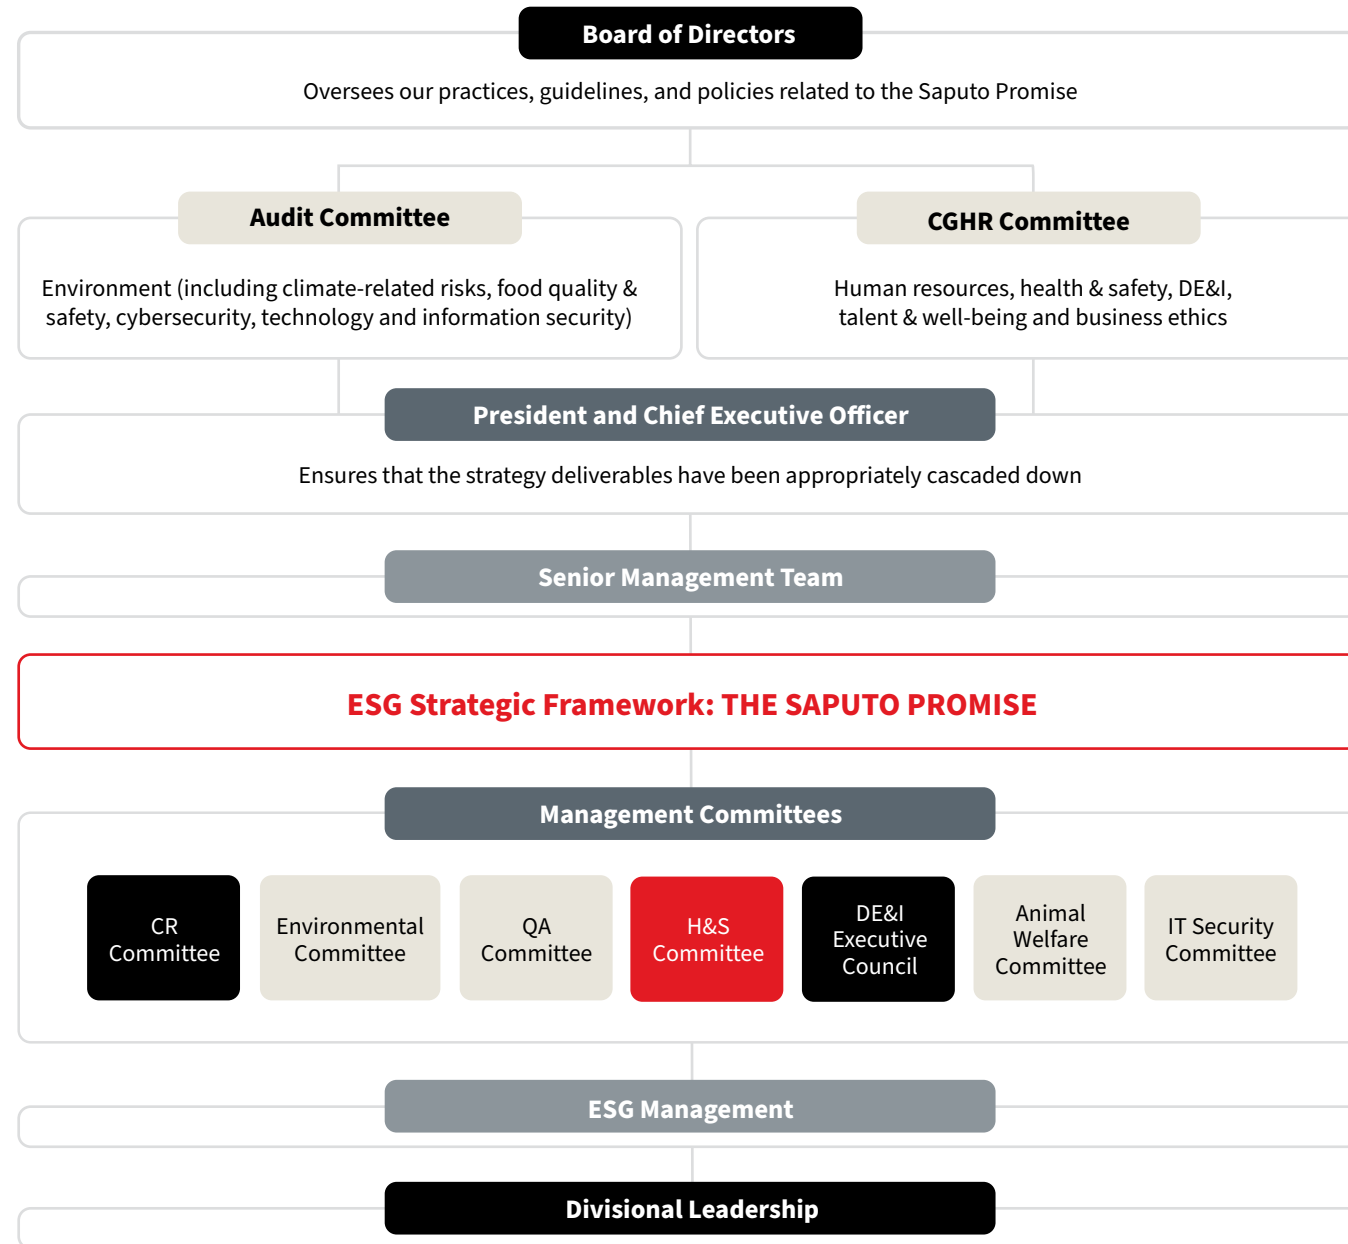 Board of Directors
Oversees our practices, guidelines, and policies related to the Saputo Promise
Audit Committee
Environment (including climate-related risks, food quality &
safety, cybersecurity, technology and information security)
CGHR Committee
Human resources, health & safety, DE&I,
talent & well-being and business ethics
President and Chief Executive Officer
Ensures that the strategy deliverables have been appropriately cascaded down
Senior Management Team
ESG Strategic Framework: THE SAPUTO PROMISE
Management Committees
CR
Committee
Environmental
Committee
QA
Committee
H&S
Committee
DE&I
Executive
Council
Animal
Welfare
Committee
IT Security
Committee
ESG Management
Divisional Leadership